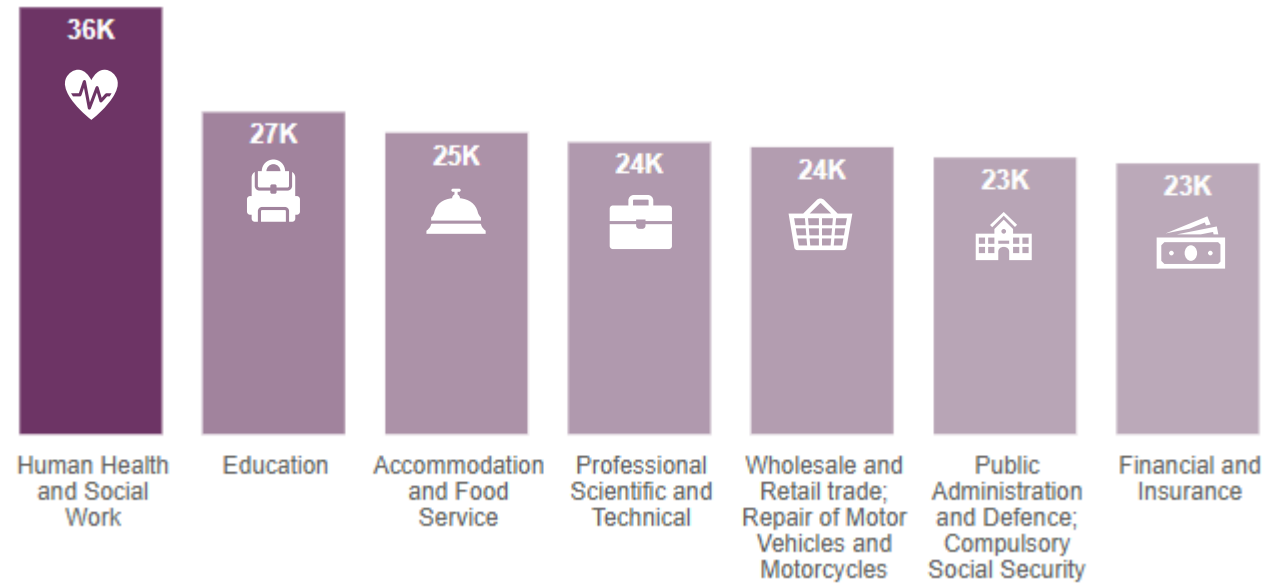 36K
27K
25K
24K
24K
23K
23K
Human Health
and Social
Work
Education
Accommodation
and Food
Service
Professional
Scientific and
Technical
Wholesale and
Retail trade;
Repair of Motor
Vehicles and
Motorcycles
Public
Administration
and Defence;
Compulsory
Social Security
Financial and
Insurance